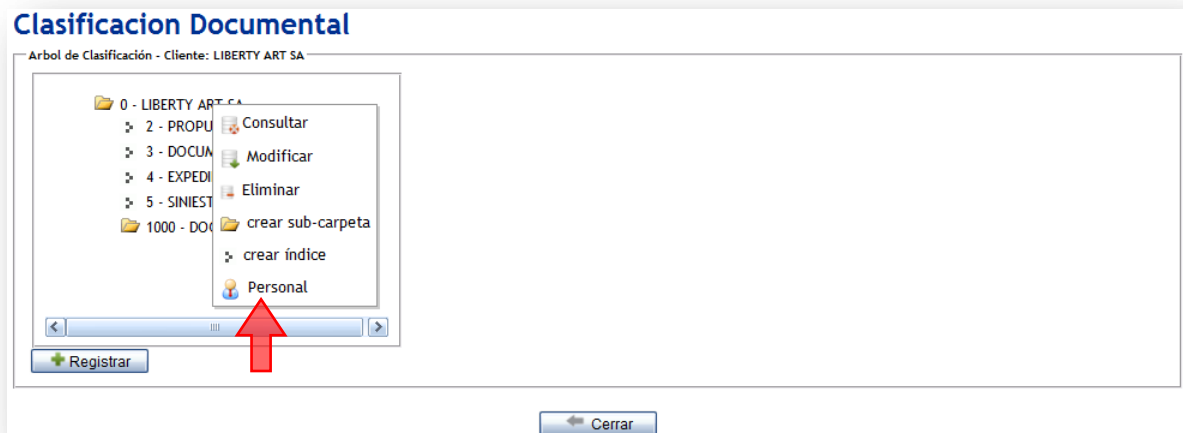 Clasificacion Documental
Arbol de Clasificación - Cliente: LIBERTY ART SA
0 - LIBERTY ART SA
2 - PROPU
3 - DOCUM
4 - EXPEDI
5 - SINIEST
1000 - DOC
Consultar
Modificar
Eliminar
crear sub-carpeta
crear índice
Personal
Registrar
Cerrar